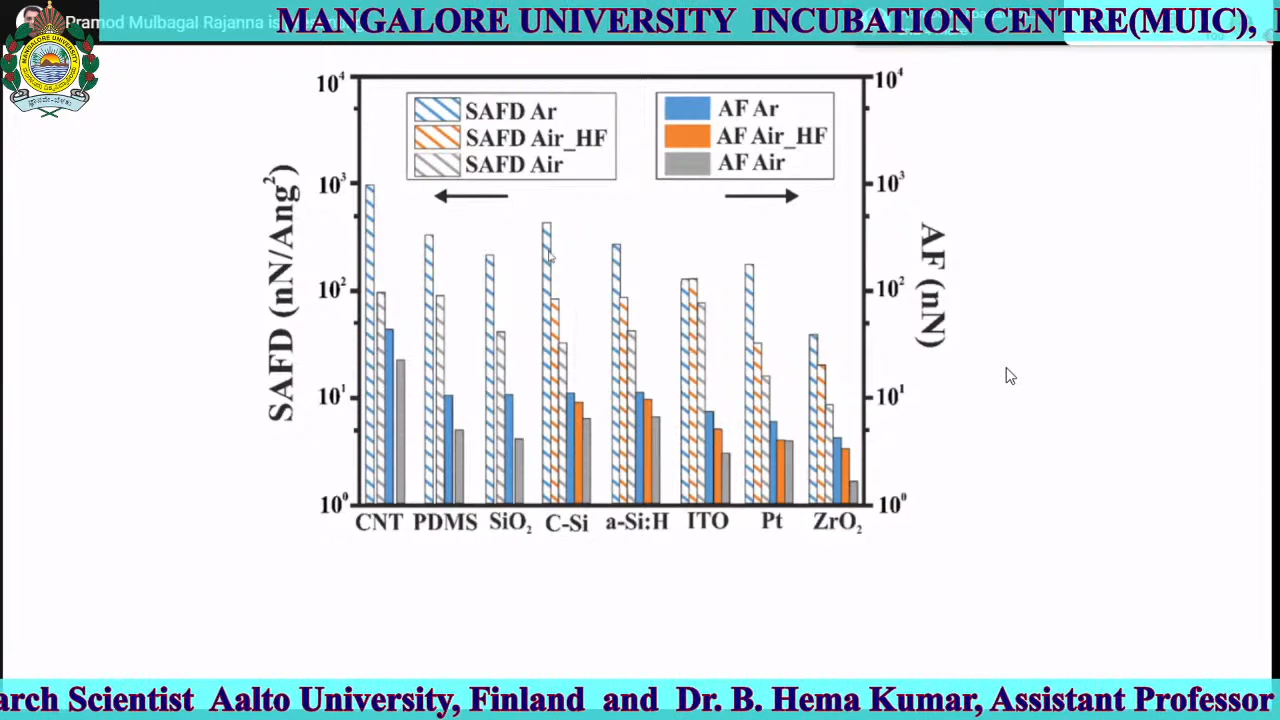 Pramod Mulbagal Rajanna is
MANGALORE UNIVERSITY INCUBATION CENTRE(MUIC),
MANGALORE UNIVERSITY
10⁴
10³
10²
10¹
10⁰
SAFD (nN/Ang²)
SAFD Ar
SAFD Air_HF
SAFD Air
AF Ar
AF Air_HF
AF Air
10⁴
10³
10²
10¹
10⁰
AF (nN)
CNT PDMS SiO₂ C-Si a-Si:H ITO Pt ZrO₂
arch Scientist Aalto University, Finland and Dr. B. Hema Kumar, Assistant Professor